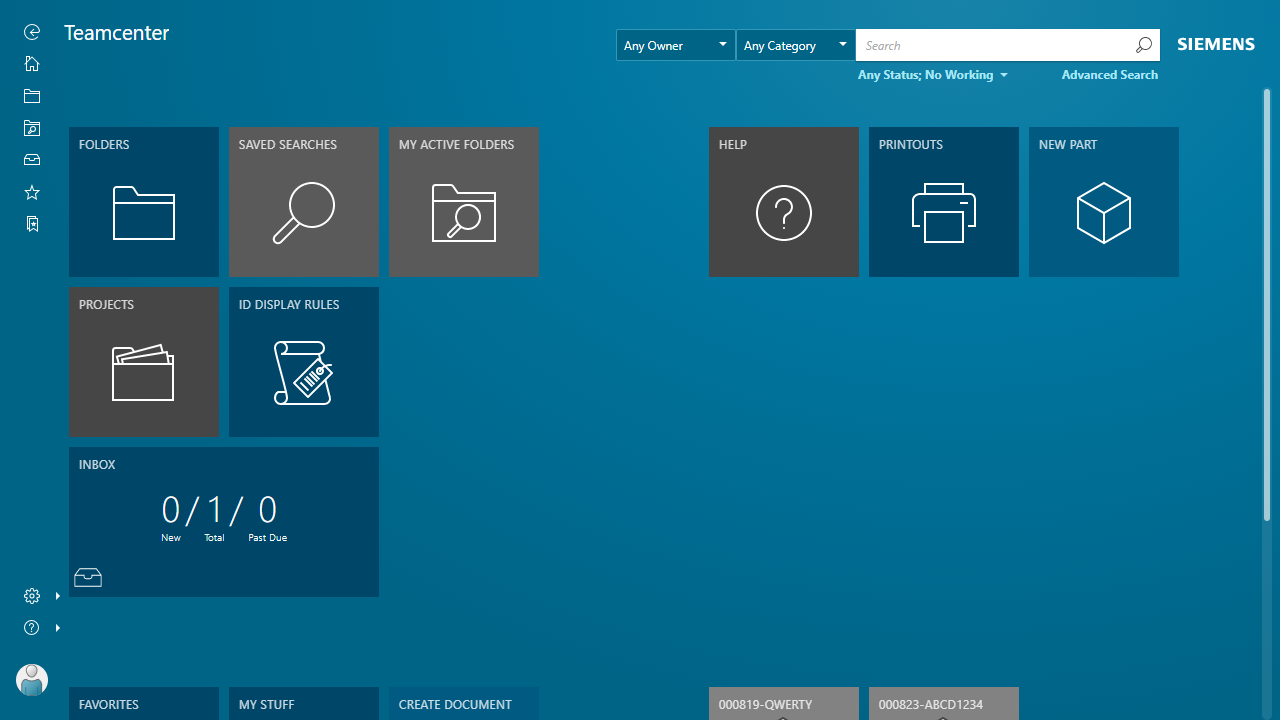 Teamcenter
Any Owner
Any Category
Search
SIEMENS
Any Status; No Working
Advanced Search
FOLDERS
SAVED SEARCHES
MY ACTIVE FOLDERS
HELP
PRINTOUTS
NEW PART
PROJECTS
ID DISPLAY RULES
INBOX
0 / 1 / 0
New Total Past Due
FAVORITES
MY STUFF
CREATE DOCUMENT
000819-QWERTY
000823-ABCD1234